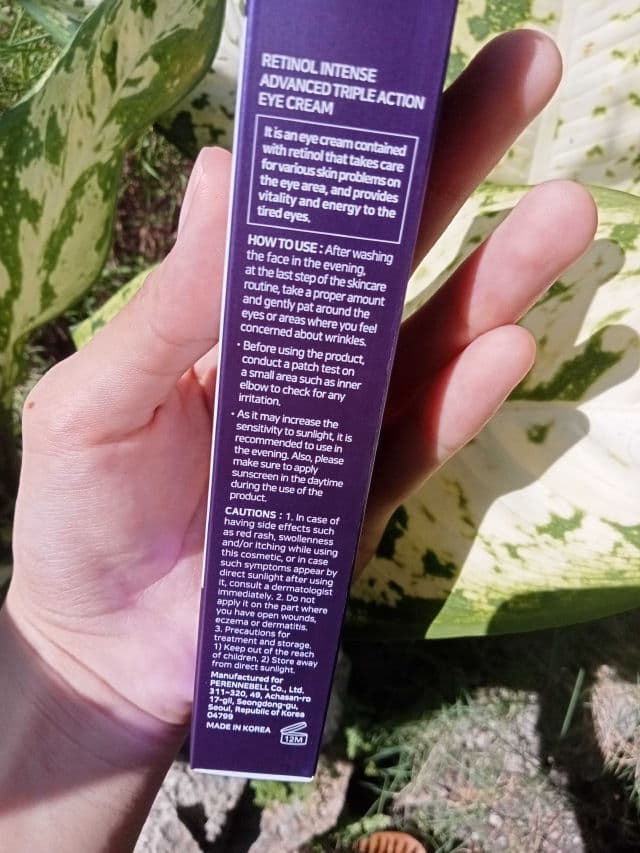 RETINOL INTENSE
ADVANCED TRIPLE ACTION
EYE CREAM
It is an eye cream contained
with retinol that takes care
for various skin problems on
the eye area, and provides
vitality and energy to the
tired eyes.
HOW TO USE : After washing
the face in the evening,
at the last step of the skincare
routine, take a proper amount
and gently pat around the
eyes or areas where you feel
concerned about wrinkles.
• Before using the product,
conduct a patch test on
a small area such as inner
elbow to check for any
irritation.
• As it may increase the
sensitivity to sunlight, it is
recommended to use in
the evening. Also, please
make sure to apply
sunscreen in the daytime
during the use of the
product.
CAUTIONS : 1. In case of
having side effects such
as red rash, swollenness
and/or itching while using
this cosmetic, or in case
such symptoms appear by
direct sunlight after using
it, consult a dermatologist
immediately. 2. Do not
apply it on the part where
you have open wounds,
eczema or dermatitis.
3. Precautions for
treatment and storage.
1) Keep out of the reach
of children. 2) Store away
from direct sunlight.
Manufactured for
PERENNEBELL Co., Ltd.
311-320, 49, Achasan-ro
17-gil, Seongdong-gu,
Seoul, Republic of Korea
04799
MADE IN KOREA
12M